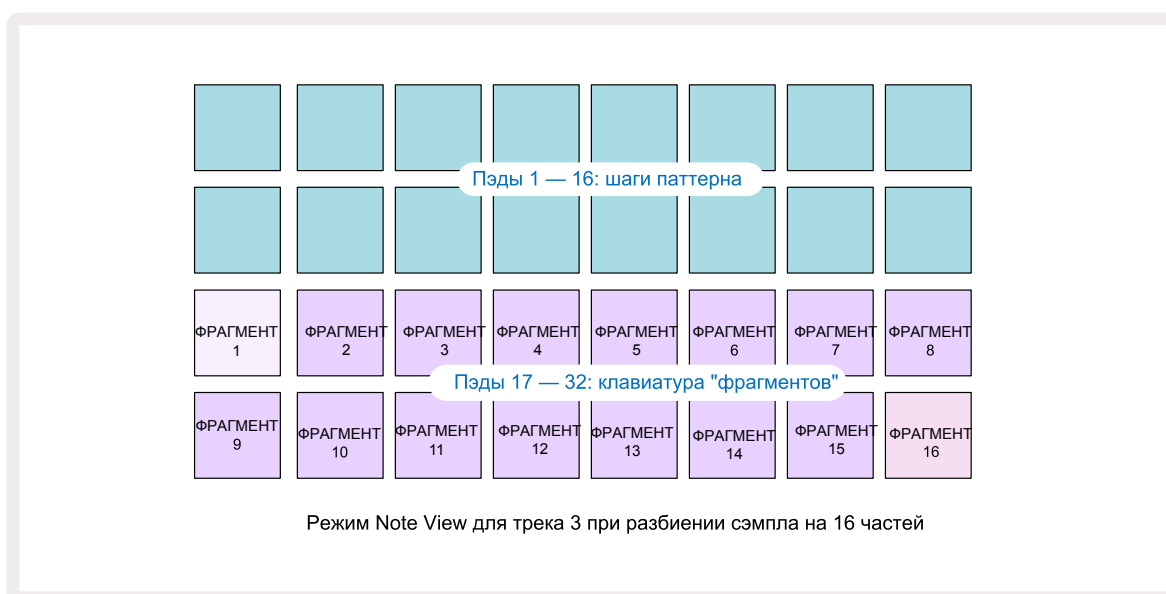 Пэды 1 — 16: шаги паттерна
ФРАГМЕНТ
1
ФРАГМЕНТ
2
ФРАГМЕНТ
3
ФРАГМЕНТ
4
ФРАГМЕНТ
5
ФРАГМЕНТ
6
ФРАГМЕНТ
7
ФРАГМЕНТ
8
Пэды 17 — 32: клавиатура "фрагментов"
ФРАГМЕНТ
9
ФРАГМЕНТ
10
ФРАГМЕНТ
11
ФРАГМЕНТ
12
ФРАГМЕНТ
13
ФРАГМЕНТ
14
ФРАГМЕНТ
15
ФРАГМЕНТ
16
Режим Note View для трека 3 при разбиении сэмпла на 16 частей